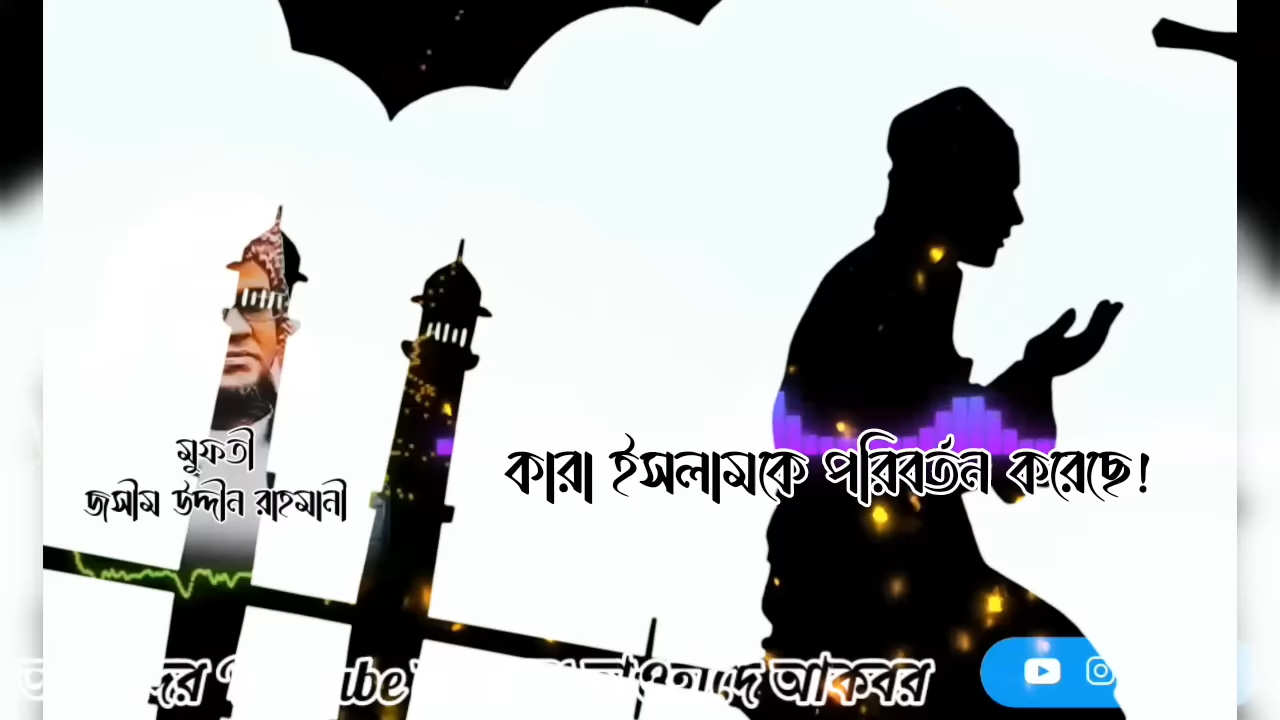 মুফতী
জসীম উদ্দীন রাহমানী
কারা ইসলামকে পরিবর্তন করেছে!
আকবর